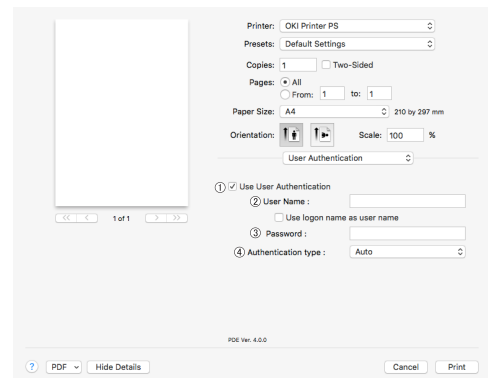 Printer: OKI Printer PS
Presets: Default Settings
Copies: 1 Two-Sided
Pages: All
From: 1 to: 1
Paper Size: A4 210 by 297 mm
Orientation: Scale: 100 %
User Authentication
① Use User Authentication
② User Name :
Use logon name as user name
③ Password :
④ Authentication type : Auto
<< < 1 of 1 > >>
PDE Ver. 4.0.0
? PDF Hide Details Cancel Print